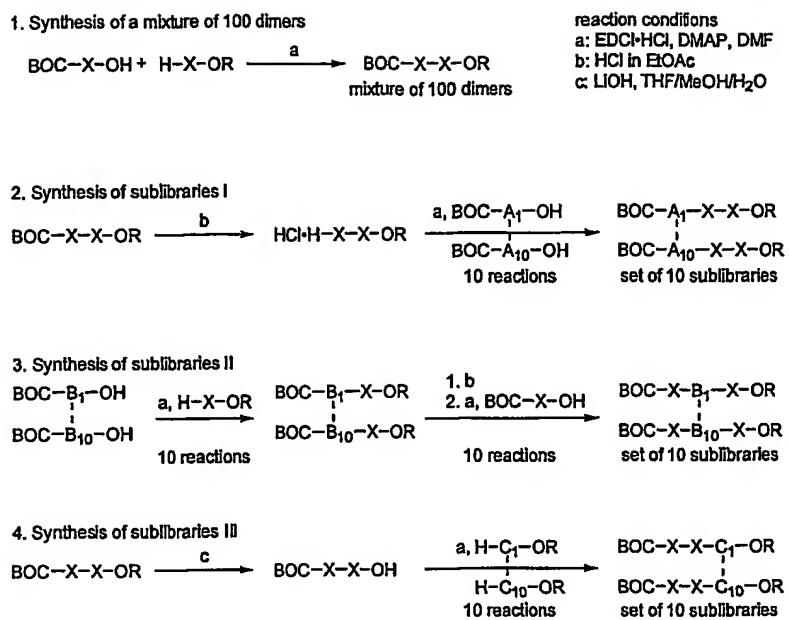 1. Synthesis of a mixture of 100 dimers
reaction conditions
a: EDCI•HCl, DMAP, DMF
b: HCl in EtOAc
c: LiOH, THF/MeOH/H₂O
BOC–X–OH + H–X–OR a BOC–X–X–OR
mixture of 100 dimers
2. Synthesis of sublibraries I
BOC–X–X–OR b HCl•H–X–X–OR a, BOC–A₁–OH BOC–A₁–X–X–OR
BOC–A₁₀–OH BOC–A₁₀–X–X–OR
10 reactions set of 10 sublibraries
3. Synthesis of sublibraries II
BOC–B₁–OH a, H–X–OR BOC–B₁–X–OR 1. b BOC–X–B₁–X–OR
2. a, BOC–X–OH
BOC–B₁₀–OH BOC–B₁₀–X–OR BOC–X–B₁₀–X–OR
10 reactions 10 reactions set of 10 sublibraries
4. Synthesis of sublibraries III
BOC–X–X–OR c BOC–X–X–OH a, H–C₁–OR BOC–X–X–C₁–OR
H–C₁₀–OR BOC–X–X–C₁₀–OR
10 reactions set of 10 sublibraries